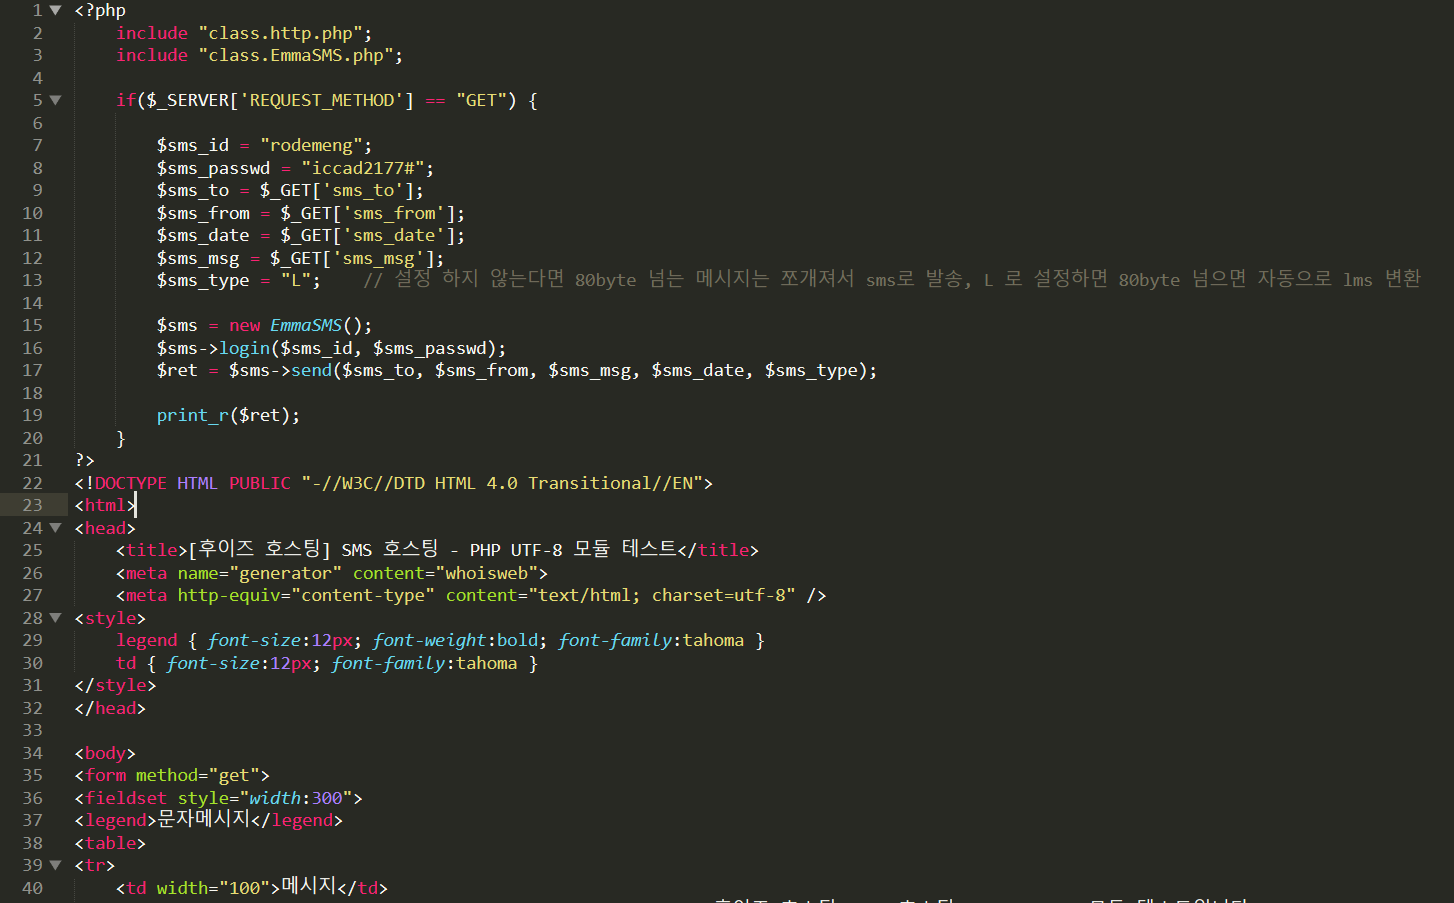 1 <?php
2 include "class.http.php";
3 include "class.EmmaSMS.php";
4
5 if($_SERVER['REQUEST_METHOD'] == "GET") {
6
7 $sms_id = "rodemeng";
8 $sms_passwd = "iccad2177#";
9 $sms_to = $_GET['sms_to'];
10 $sms_from = $_GET['sms_from'];
11 $sms_date = $_GET['sms_date'];
12 $sms_msg = $_GET['sms_msg'];
13 $sms_type = "L"; // 설정 하지 않는다면 80byte 넘는 메시지는 쪼개져서 sms로 발송, L 로 설정하면 80byte 넘으면 자동으로 lms 변환
14
15 $sms = new EmmaSMS();
16 $sms->login($sms_id, $sms_passwd);
17 $ret = $sms->send($sms_to, $sms_from, $sms_msg, $sms_date, $sms_type);
18
19 print_r($ret);
20 }
21 ?>
22 <!DOCTYPE HTML PUBLIC "-//W3C//DTD HTML 4.0 Transitional//EN">
23 <html>
24 <head>
25 <title>[후이즈 호스팅] SMS 호스팅 - PHP UTF-8 모듈 테스트</title>
26 <meta name="generator" content="whoisweb">
27 <meta http-equiv="content-type" content="text/html; charset=utf-8" />
28 <style>
29 legend { font-size:12px; font-weight:bold; font-family:tahoma }
30 td { font-size:12px; font-family:tahoma }
31 </style>
32 </head>
33
34 <body>
35 <form method="get">
36 <fieldset style="width:300">
37 <legend>문자메시지</legend>
38 <table>
39 <tr>
40 <td width="100">메시지</td>